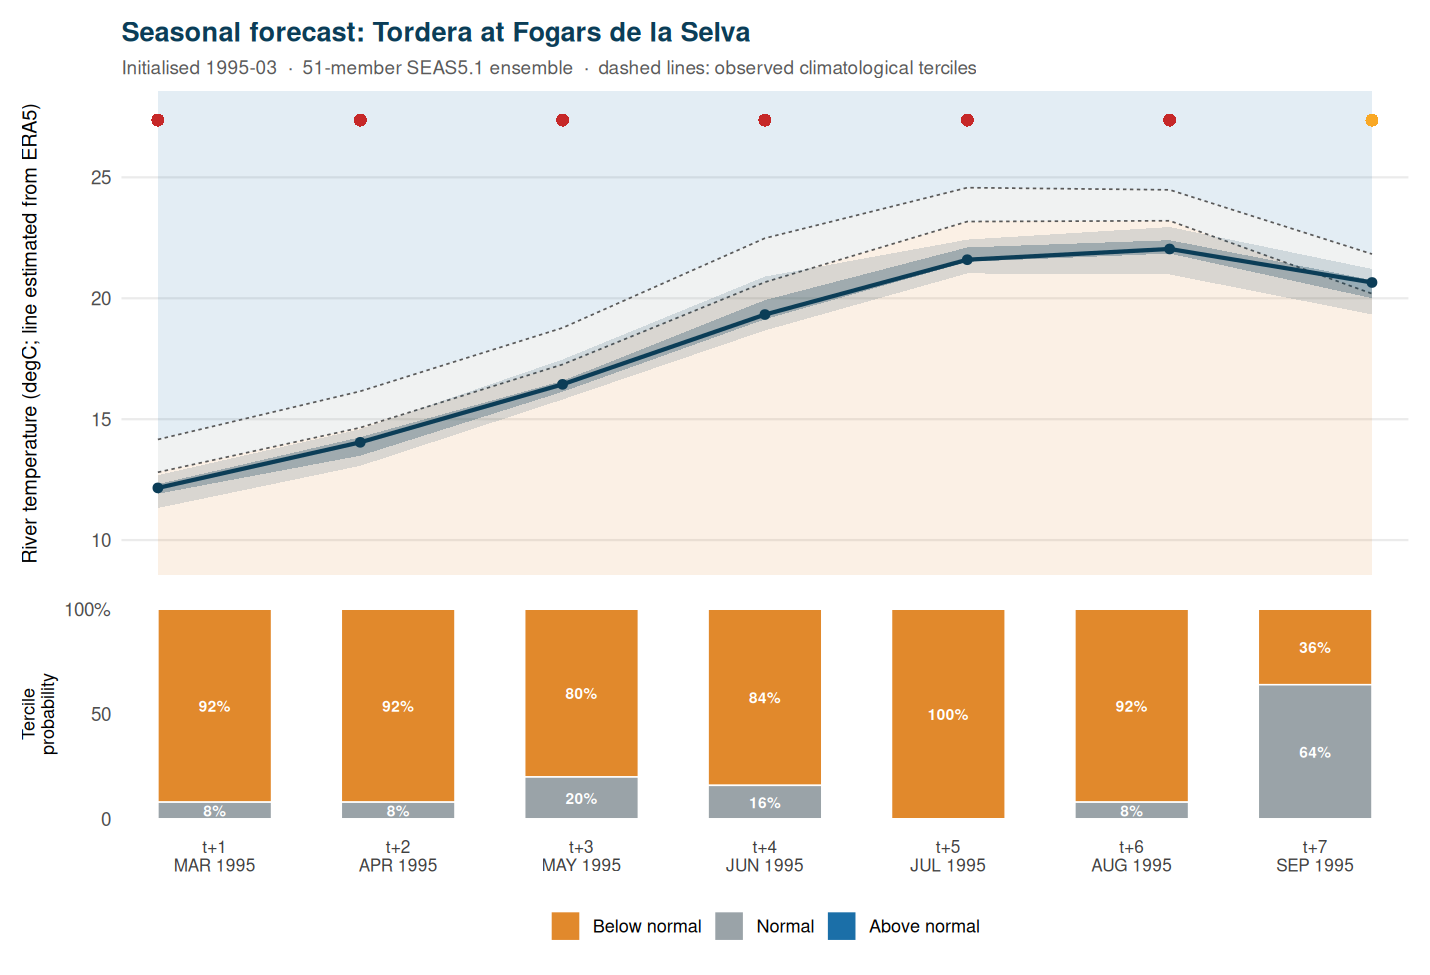 Seasonal forecast: Tordera at Fogars de la Selva
Initialised 1995-03 · 51-member SEAS5.1 ensemble · dashed lines: observed climatological terciles
River temperature (degC; line estimated from ERA5)
25
20
15
10
Tercile
probability
100%
50
0
92%
8%
92%
8%
80%
20%
84%
16%
100%
92%
8%
36%
64%
t+1
MAR 1995
t+2
APR 1995
t+3
MAY 1995
t+4
JUN 1995
t+5
JUL 1995
t+6
AUG 1995
t+7
SEP 1995
Below normal
Normal
Above normal